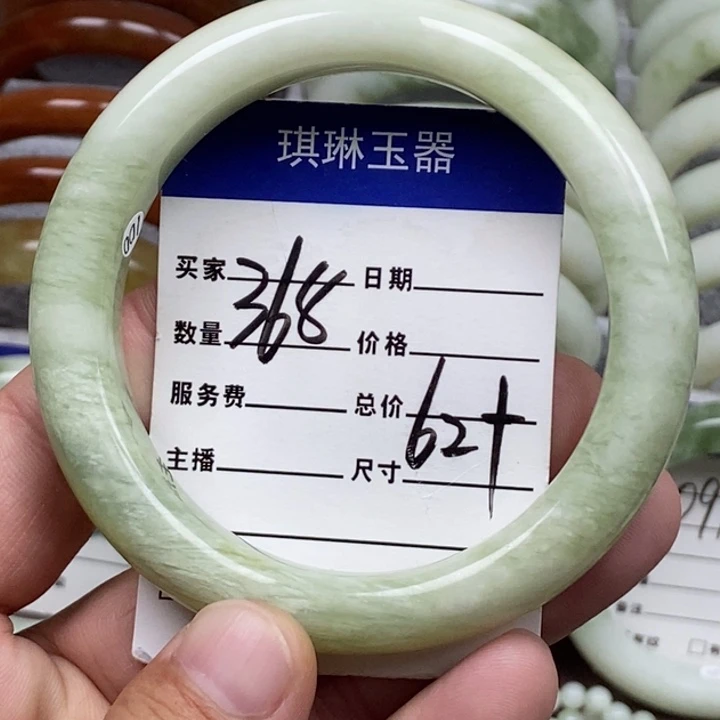 琪琳玉器
100
买家 368 日期
数量 价格
服务费 总价
62+
主播 尺寸